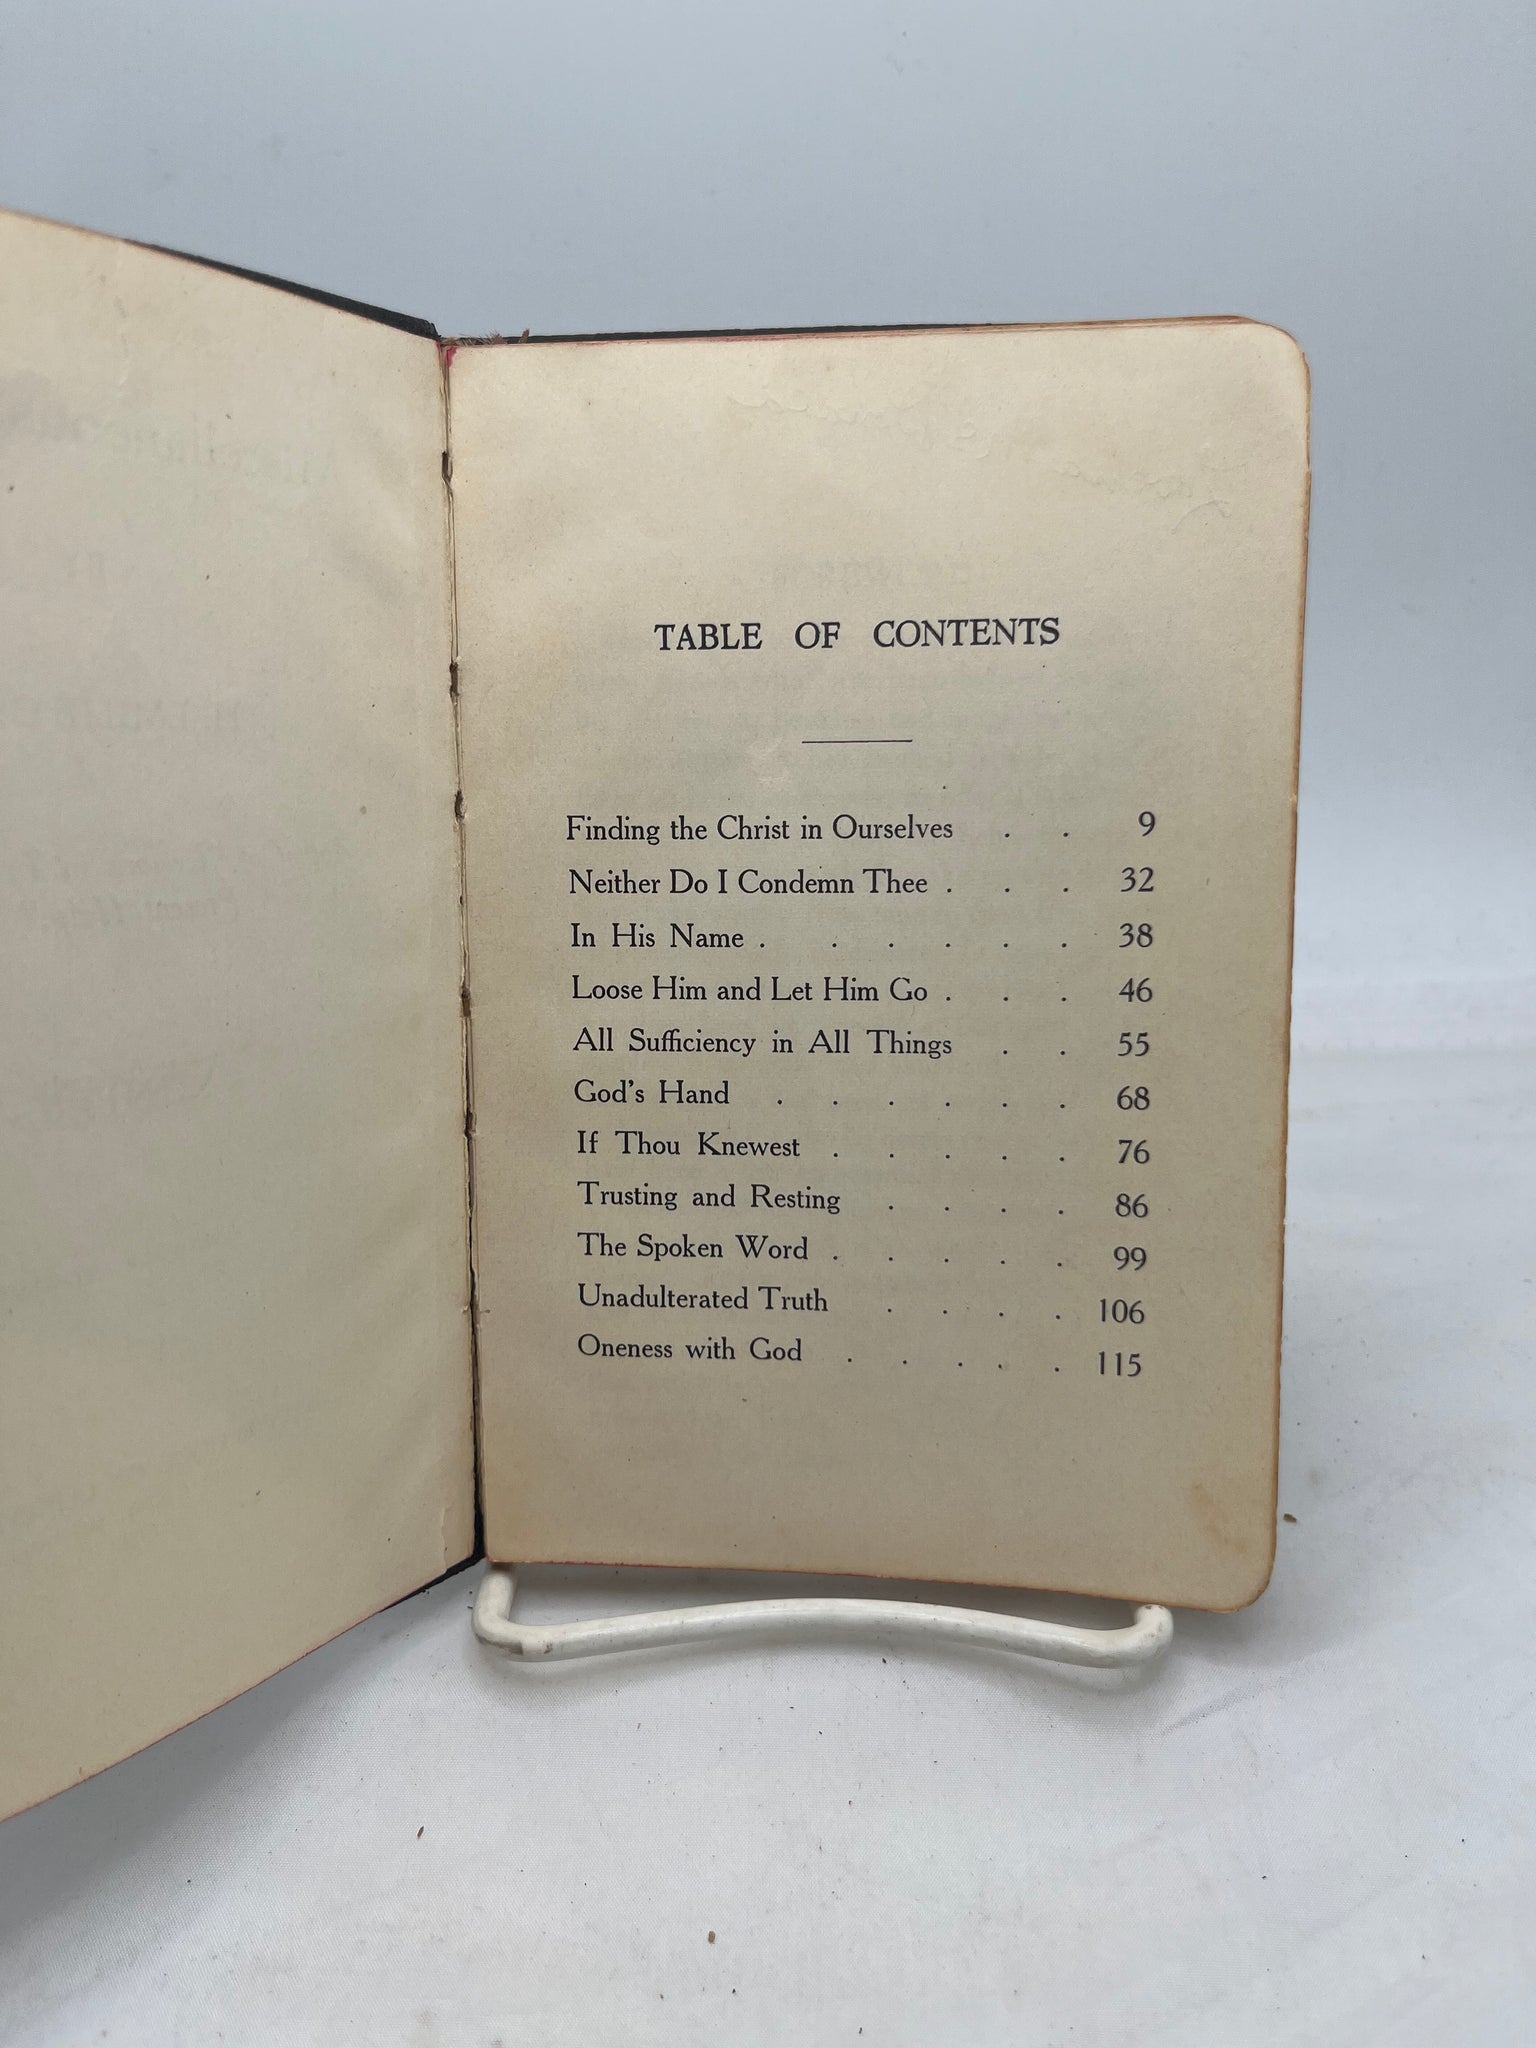 TABLE OF CONTENTS
Finding the Christ in Ourselves . . 9
Neither Do I Condemn Thee . . . 32
In His Name . . . . . . 38
Loose Him and Let Him Go . . . 46
All Sufficiency in All Things . . 55
God's Hand . . . . . . 68
If Thou Knewest . . . . . 76
Trusting and Resting . . . . 86
The Spoken Word . . . . . 99
Unadulterated Truth . . . . 106
Oneness with God . . . . . 115